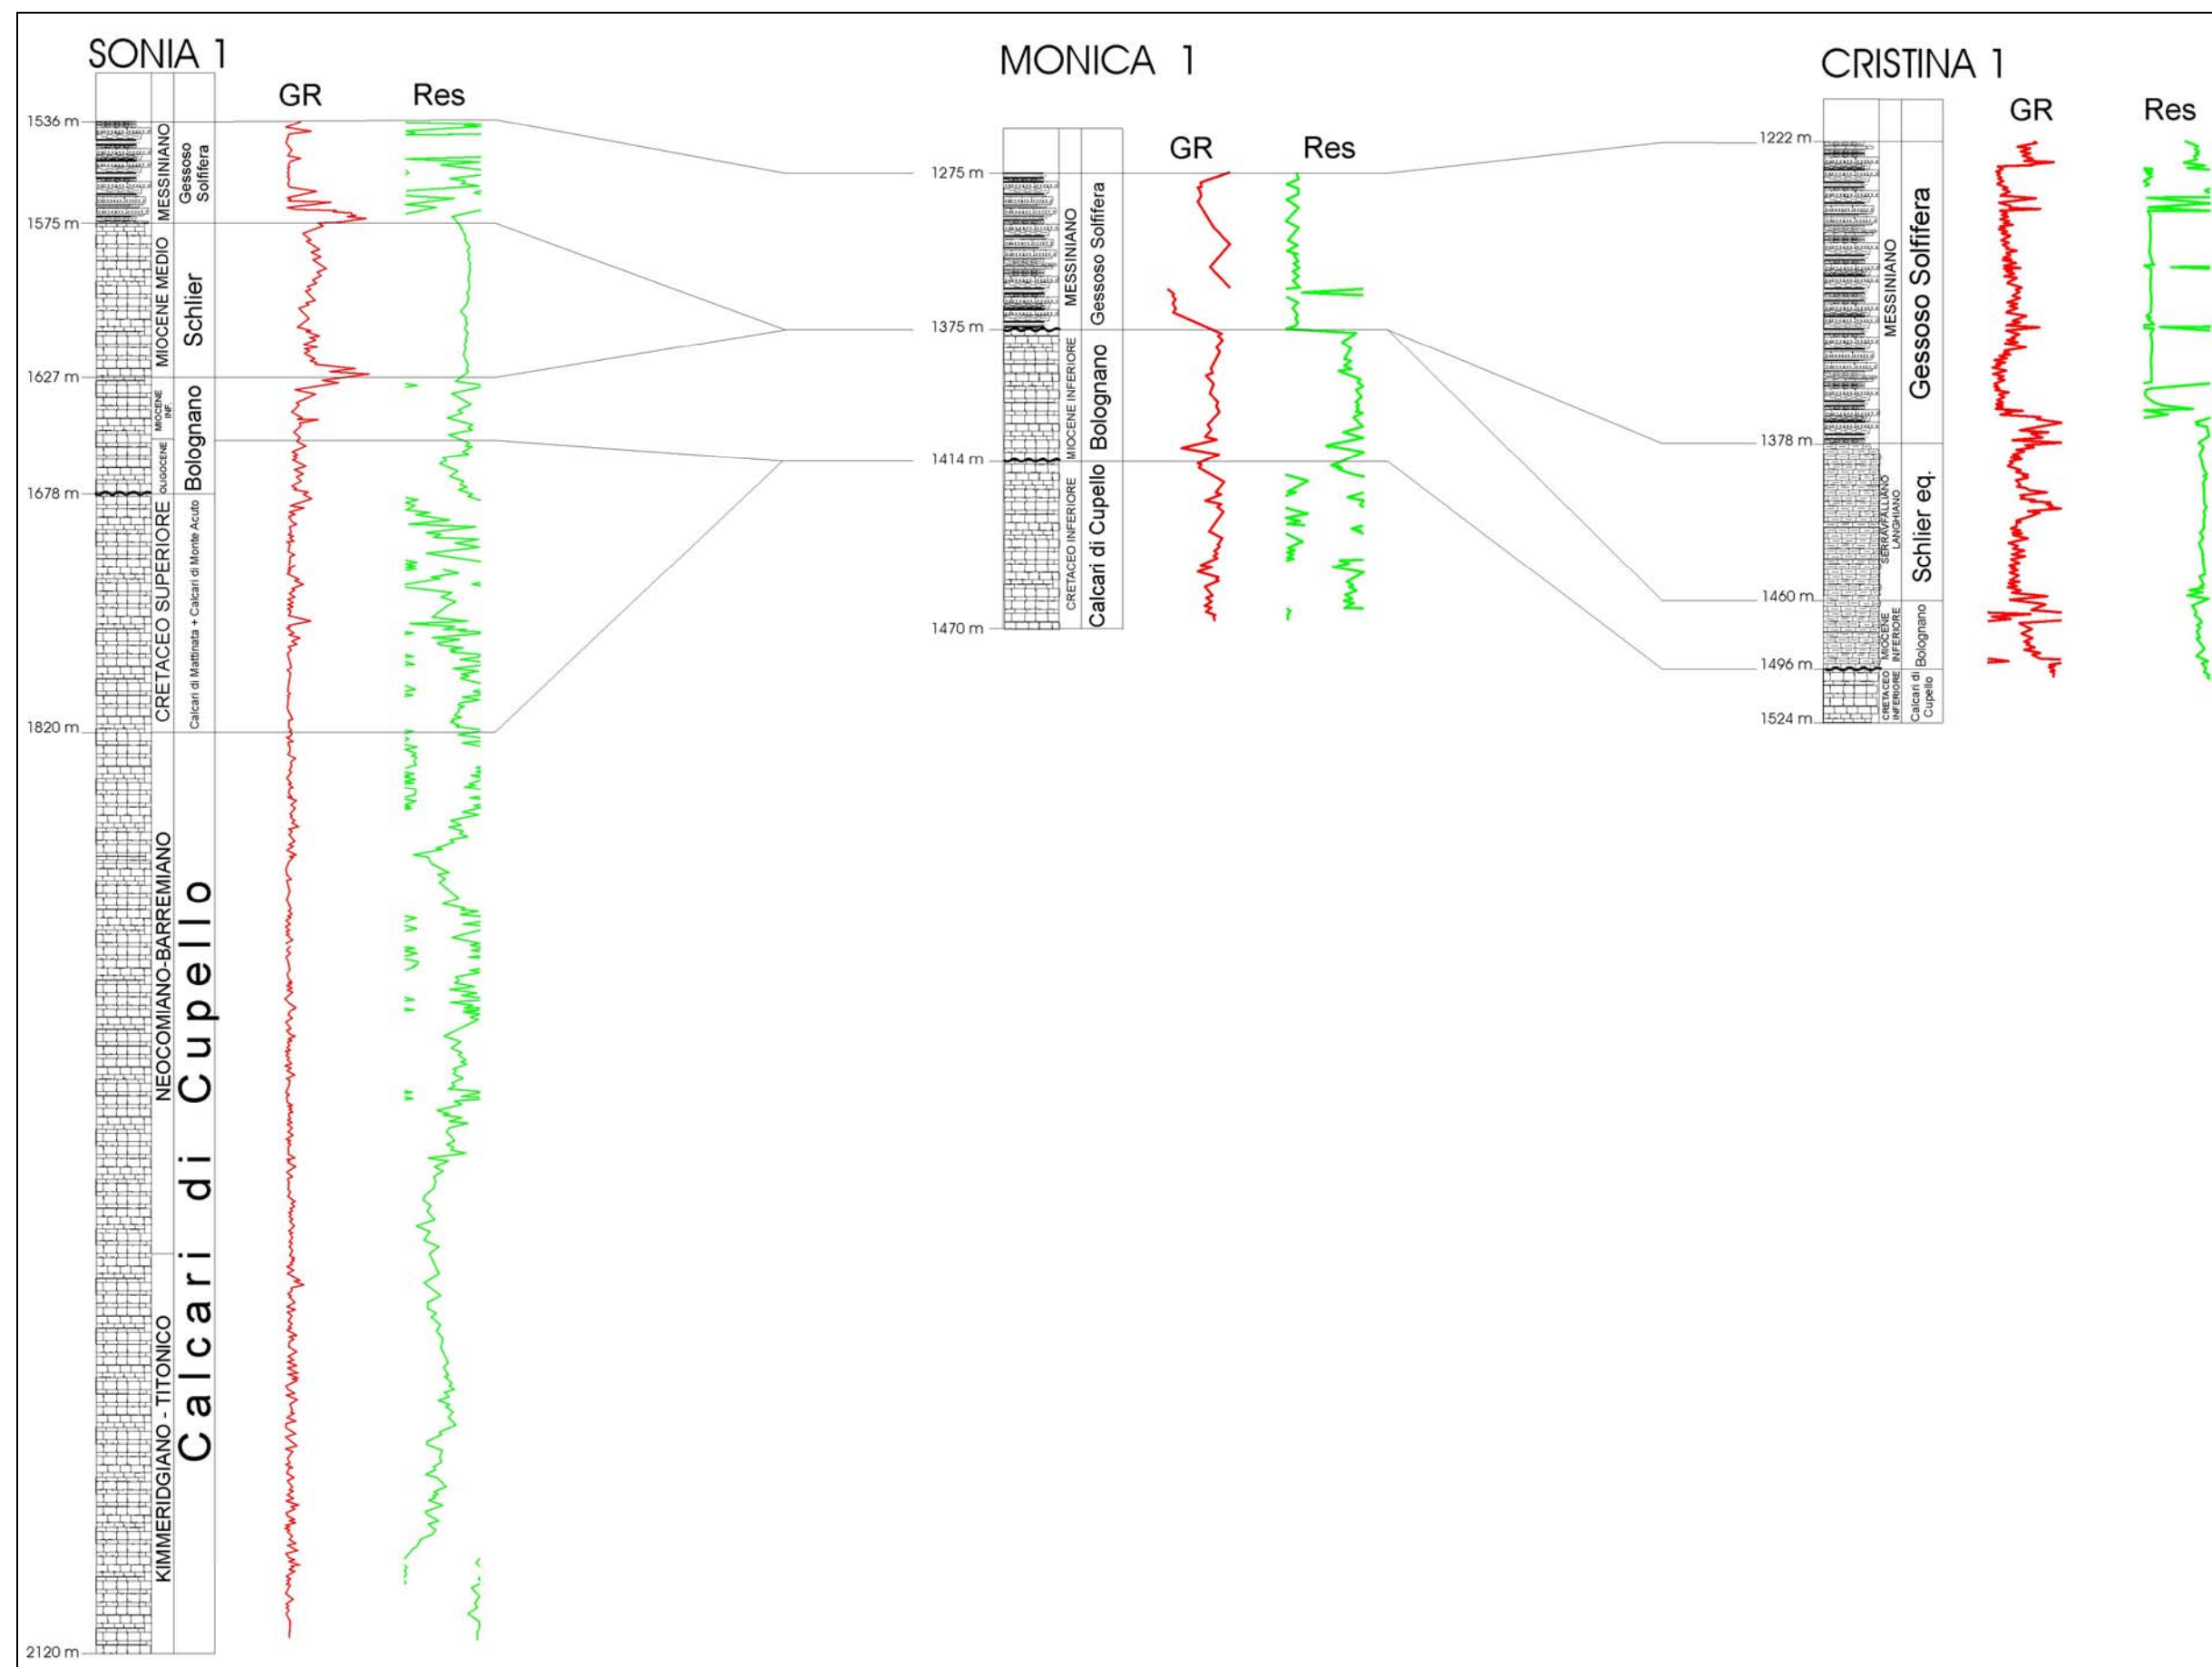 SONIA 1
GR
Res
1536 m
1575 m
1627 m
1678 m
1820 m
2120 m
MESSINIANO
MIOCENE MEDIO
MIOCENE
INF.
OLIGOCENE
CRETACEO SUPERIORE
NEOCOMIANO-BARREMIANO
KIMMERIDGIANO - TITONICO
Gessoso
Solfifera
Schlier
Bolognano
Calcari di Mattinata + Calcari di Monte Acuto
Calcari di Cupello
MONICA 1
GR
Res
1275 m
1375 m
1414 m
1470 m
MESSINIANO
MIOCENE INFERIORE
CRETACEO INFERIORE
Gessoso Solfifera
Bolognano
Calcari di Cupello
CRISTINA 1
GR
Res
1222 m
1378 m
1460 m
1496 m
1524 m
MESSINIANO
SERRAVFALLIANO
LANGHIANO
MIOCENE
INFERIORE
CRETACEO
INFERIORE
Gessoso Solfifera
Schlier eq.
Bolognano
Calcari di
Cupello